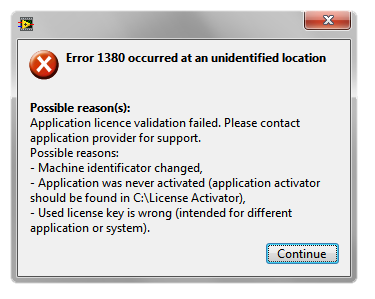 Error 1380 occurred at an unidentified location
Possible reason(s):
Application licence validation failed. Please contact
application provider for support.
Possible reasons:
- Machine identificator changed,
- Application was never activated (application activator
should be found in C:\License Activator),
- Used license key is wrong (intended for different
application or system).
Continue